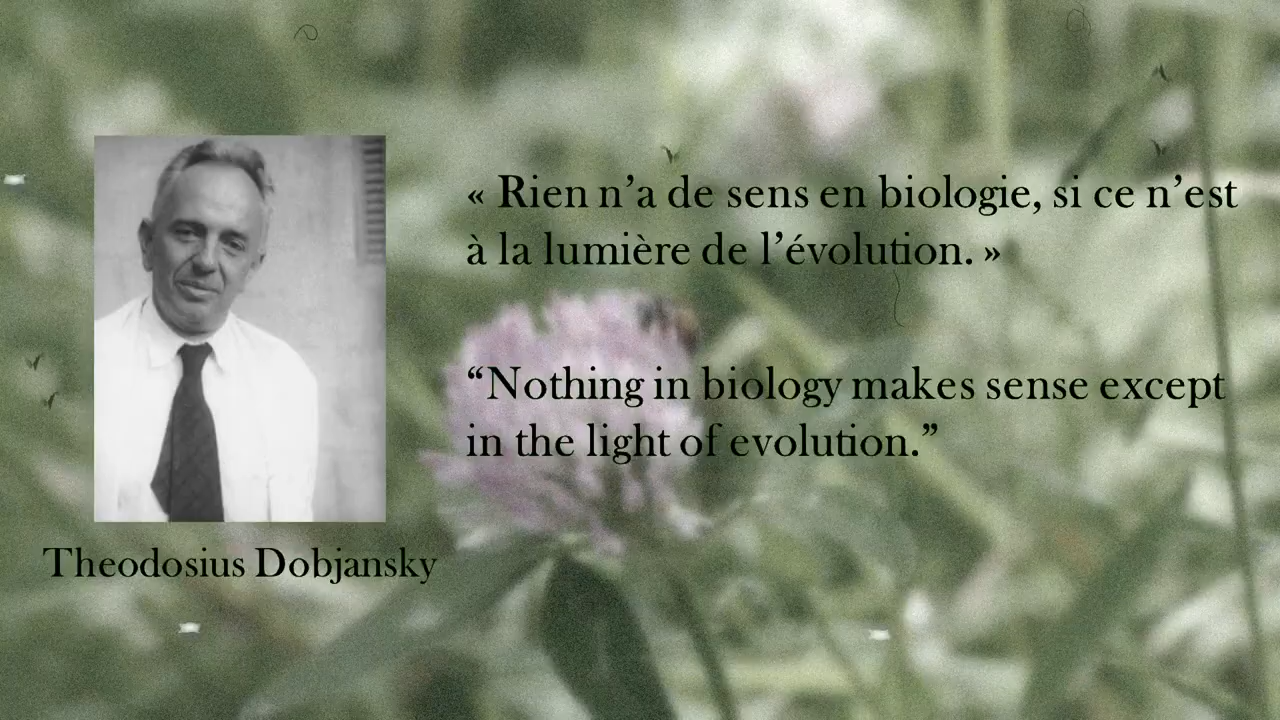 « Rien n’a de sens en biologie, si ce n’est
à la lumière de l’évolution. »
“Nothing in biology makes sense except
in the light of evolution.”
Theodosius Dobjansky